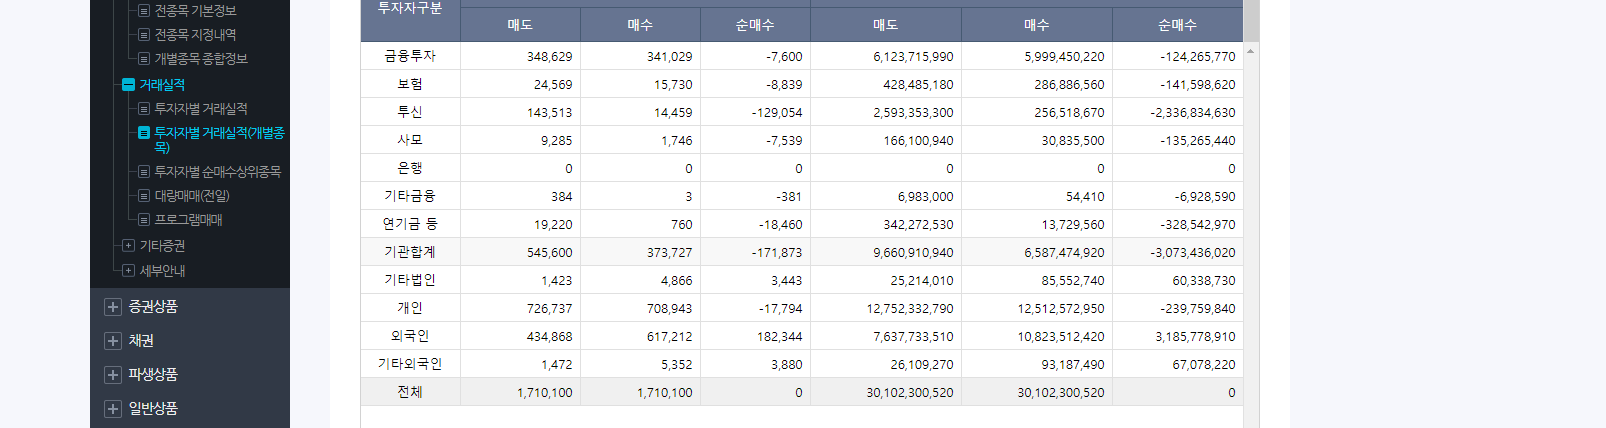 전종목 기본정보
전종목 지정내역
개별종목 종합정보
거래실적
투자자별 거래실적
투자자별 거래실적(개별종
목)
투자자별 순매수상위종목
대량매매(전일)
프로그램매매
기타증권
세부안내
증권상품
채권
파생상품
일반상품
투자자구분
매도 매수 순매수 매도 매수 순매수
금융투자 348,629 341,029 -7,600 6,123,715,990 5,999,450,220 -124,265,770
보험 24,569 15,730 -8,839 428,485,180 286,886,560 -141,598,620
투신 143,513 14,459 -129,054 2,593,353,300 256,518,670 -2,336,834,630
사모 9,285 1,746 -7,539 166,100,940 30,835,500 -135,265,440
은행 0 0 0 0 0 0
기타금융 384 3 -381 6,983,000 54,410 -6,928,590
연기금 등 19,220 760 -18,460 342,272,530 13,729,560 -328,542,970
기관합계 545,600 373,727 -171,873 9,660,910,940 6,587,474,920 -3,073,436,020
기타법인 1,423 4,866 3,443 25,214,010 85,552,740 60,338,730
개인 726,737 708,943 -17,794 12,752,332,790 12,512,572,950 -239,759,840
외국인 434,868 617,212 182,344 7,637,733,510 10,823,512,420 3,185,778,910
기타외국인 1,472 5,352 3,880 26,109,270 93,187,490 67,078,220
전체 1,710,100 1,710,100 0 30,102,300,520 30,102,300,520 0